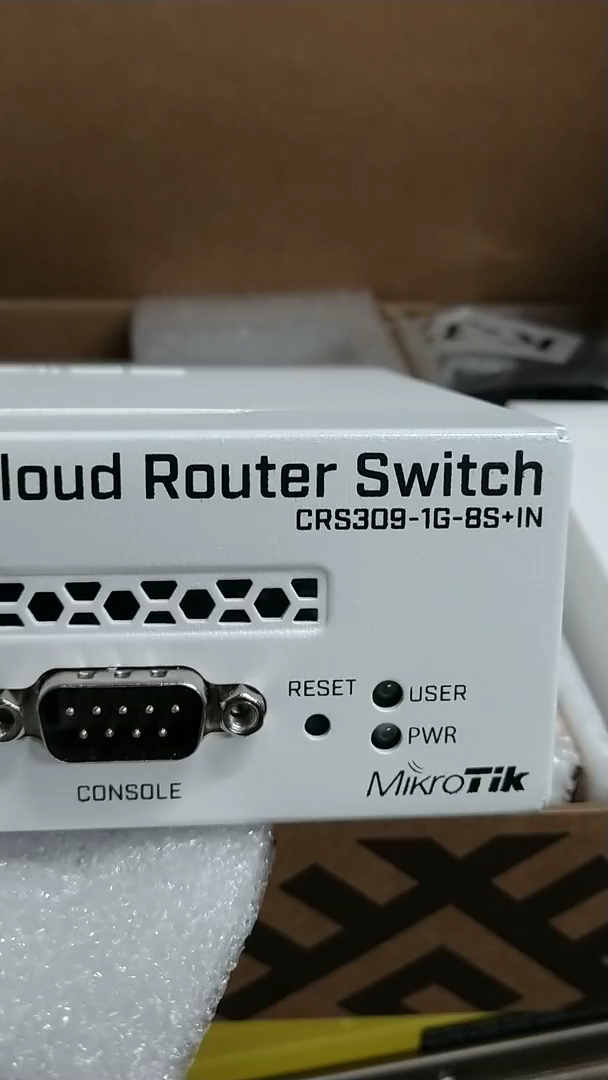 loud Router Switch
CRS309-1G-8S+IN
RESET
USER
PWR
CONSOLE
MikroTik